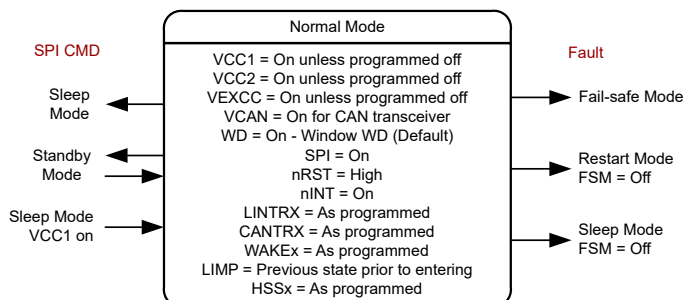 Normal Mode
SPI CMD
Sleep
Mode
Standby
Mode
Sleep Mode
VCC1 on
VCC1 = On unless programmed off
VCC2 = On unless programmed off
VEXCC = On unless programmed off
VCAN = On for CAN transceiver
WD = On - Window WD (Default)
SPI = On
nRST = High
nINT = On
LINTRX = As programmed
CANTRX = As programmed
WAKEx = As programmed
LIMP = Previous state prior to entering
HSSx = As programmed
Fault
Fail-safe Mode
Restart Mode
FSM = Off
Sleep Mode
FSM = Off